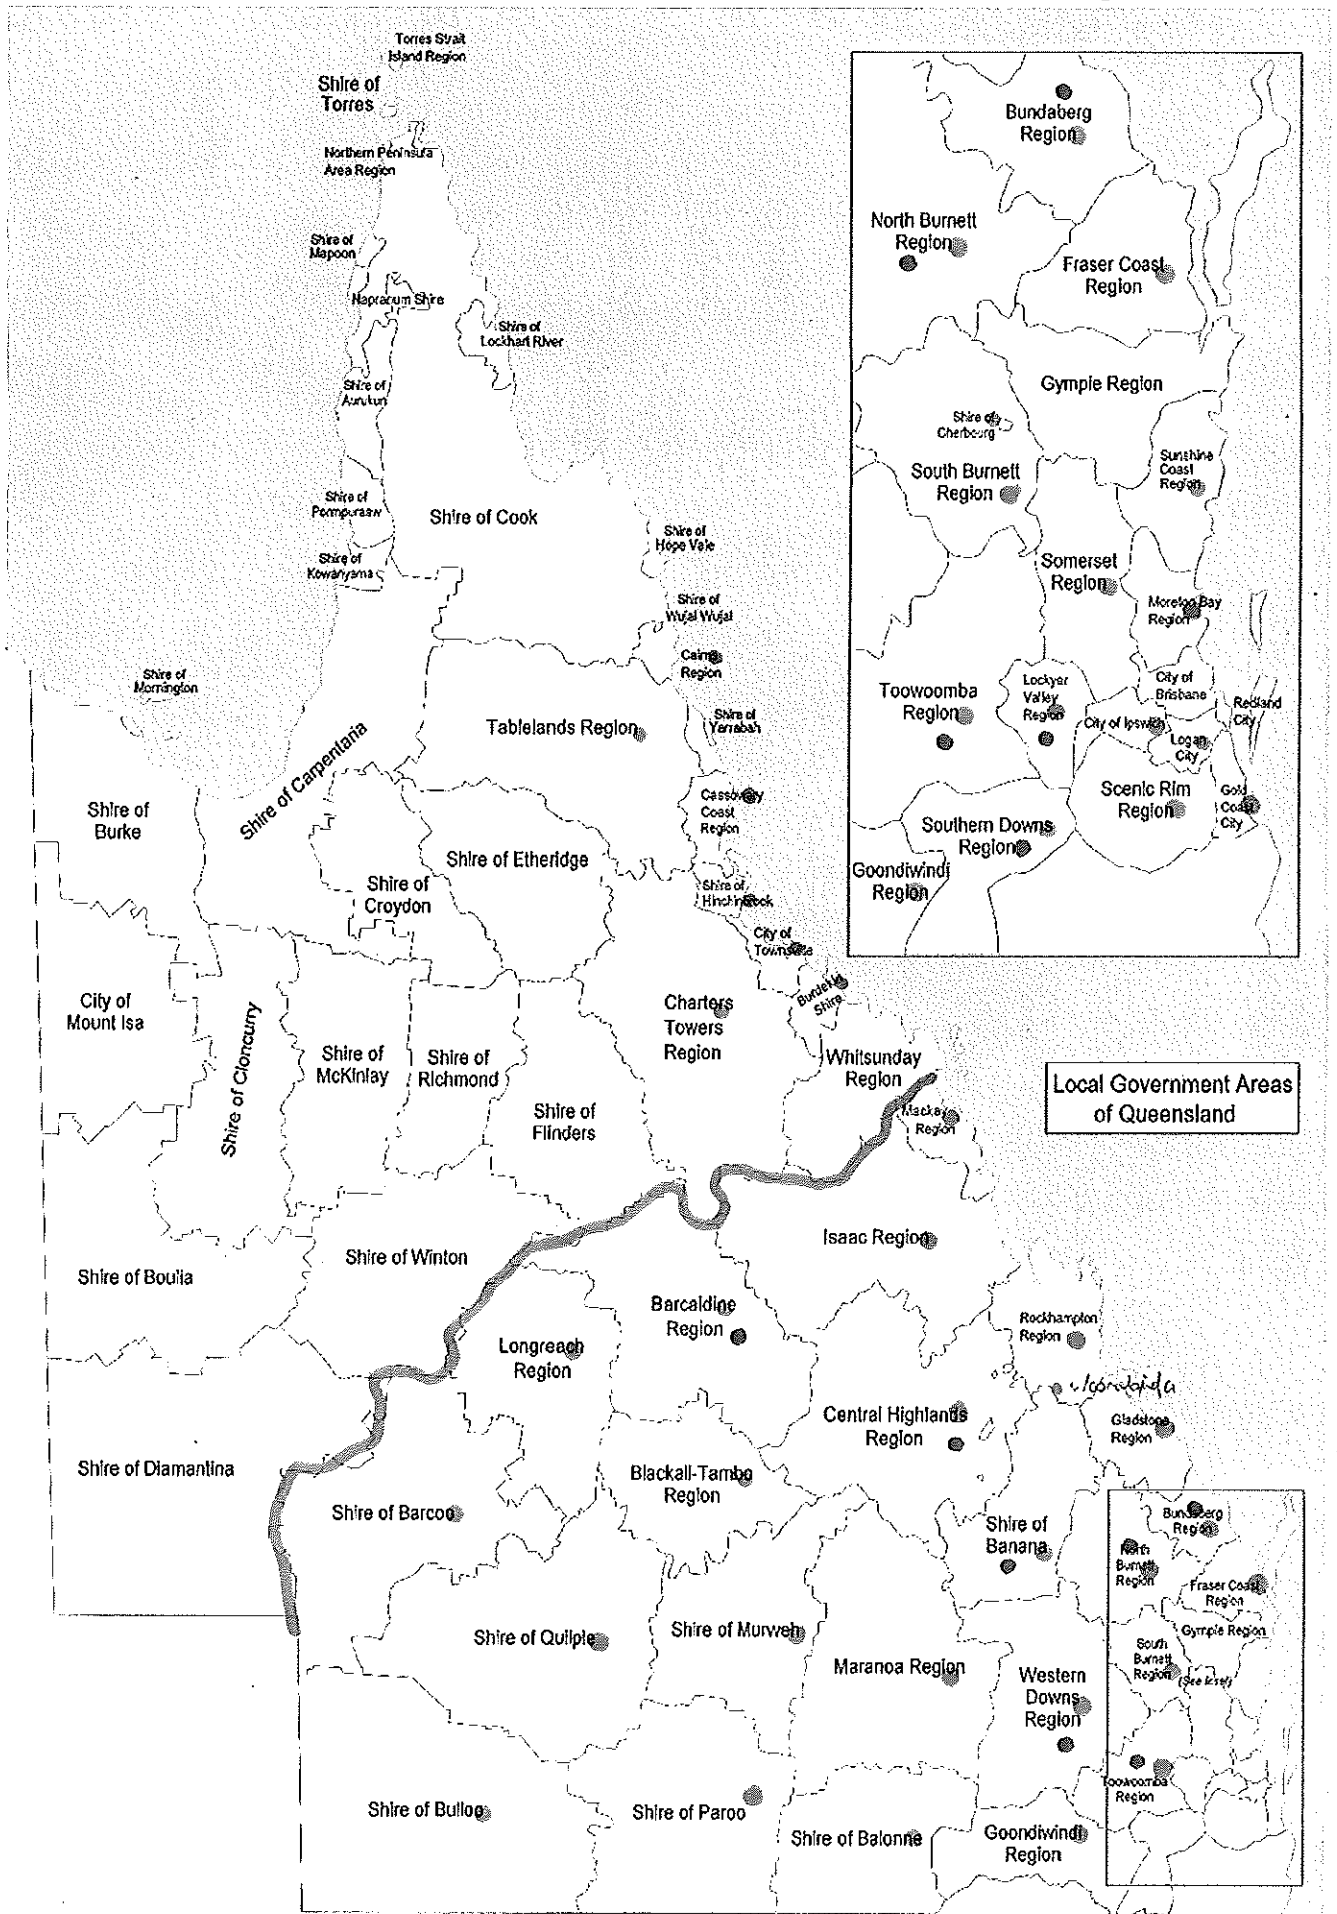 Torres Strait
Island Region
Shire of
Torres
Northern Peninsula
Area Region
Shire of
Mapoon
Napranum Shire
Shire of
Lockhart River
Shire of
Aurukun
Shire of
Pormpuraaw
Shire of Cook
Shire of
Kowanyama
Shire of
Hope Vale
Shire of
Wujal Wujal
Cairns
Region
Shire of
Mornington
Tablelands Region
Shire of
Yarrabah
Shire of Carpentaria
Shire of
Burke
Cassowary
Coast
Region
Shire of Etheridge
Shire of
Croydon
Shire of
Hinchinbrook
City of
Townsville
City of
Mount Isa
Shire of Cloncurry
Shire of
McKinlay
Shire of
Richmond
Charters
Towers
Region
Burdekin
Shire
Whitsunday
Region
Shire of
Flinders
Mackay
Region
Local Government Areas
of Queensland
Isaac Region
Shire of Winton
Shire of Boulia
Barcaldine
Region
Longreach
Region
Rockhampton
Region
Central Highlands
Region
Gladstone
Region
Shire of Diamantina
Blackall-Tambo
Region
Shire of Barcoo
Shire of
Banana
Bundaberg
Region
North
Burnett
Region
Fraser Coast
Region
Shire of Quilpie
Shire of Murweh
Maranoa Region
Gympie Region
South
Burnett
Region
(See Inset)
Western
Downs
Region
Toowoomba
Region
Shire of Bulloo
Shire of Paroo
Shire of Balonne
Goondiwindi
Region
Bundaberg
Region
North Burnett
Region
Fraser Coast
Region
Gympie Region
Shire of
Cherbourg
South Burnett
Region
Sunshine
Coast
Region
Somerset
Region
Moreton Bay
Region
Toowoomba
Region
Lockyer
Valley
Region
City of
Brisbane
City of Ipswich
Redland
City
Logan
City
Scenic Rim
Region
Gold
Coast
City
Southern Downs
Region
Goondiwindi
Region